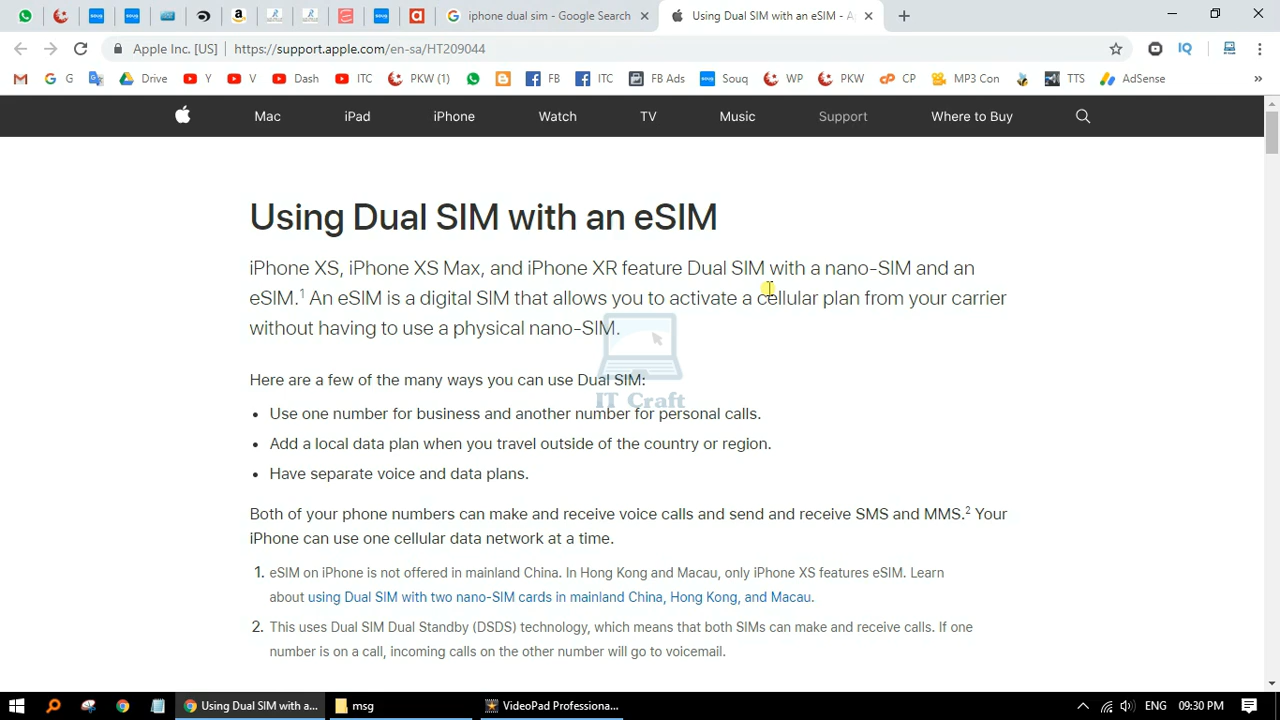 iphone dual sim - Google Search
Using Dual SIM with an eSIM - A
Apple Inc. [US] | https://support.apple.com/en-sa/HT209044
G Drive Y V Dash ITC PKW (1) FB ITC FB Ads Souq WP PKW CP MP3 Con TTS AdSense
Mac iPad iPhone Watch TV Music Support Where to Buy
Using Dual SIM with an eSIM
iPhone XS, iPhone XS Max, and iPhone XR feature Dual SIM with a nano-SIM and an
eSIM.1 An eSIM is a digital SIM that allows you to activate a cellular plan from your carrier
without having to use a physical nano-SIM.
Here are a few of the many ways you can use Dual SIM:
IT Craft
• Use one number for business and another number for personal calls.
• Add a local data plan when you travel outside of the country or region.
• Have separate voice and data plans.
Both of your phone numbers can make and receive voice calls and send and receive SMS and MMS.2 Your
iPhone can use one cellular data network at a time.
1. eSIM on iPhone is not offered in mainland China. In Hong Kong and Macau, only iPhone XS features eSIM. Learn
about using Dual SIM with two nano-SIM cards in mainland China, Hong Kong, and Macau.
2. This uses Dual SIM Dual Standby (DSDS) technology, which means that both SIMs can make and receive calls. If one
number is on a call, incoming calls on the other number will go to voicemail.
Using Dual SIM with a... msg VideoPad Professiona... ENG 09:30 PM